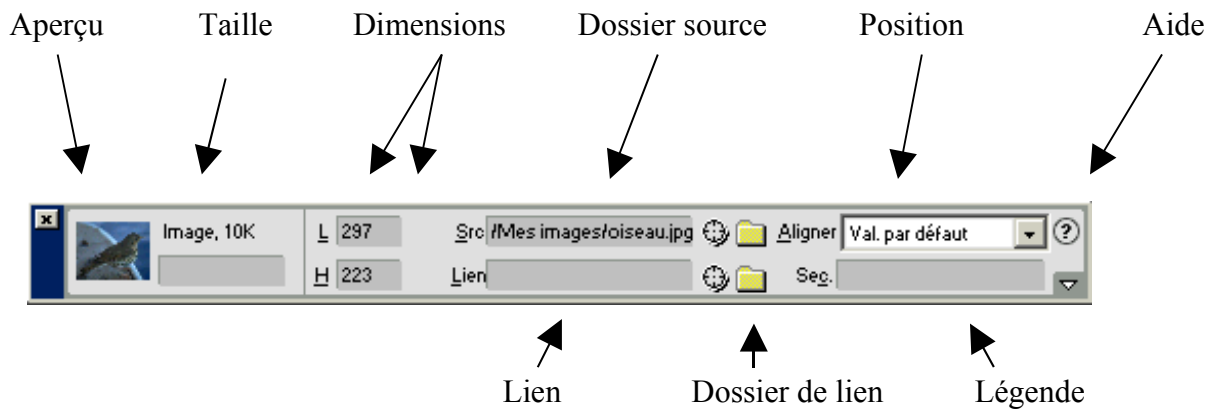 Aperçu Taille Dimensions Dossier source Position Aide
Image, 10K L 297 Src /Mes images/oiseau.jpg Aligner Val. par défaut ?
H 223 Lien Sec.
Lien Dossier de lien Légende